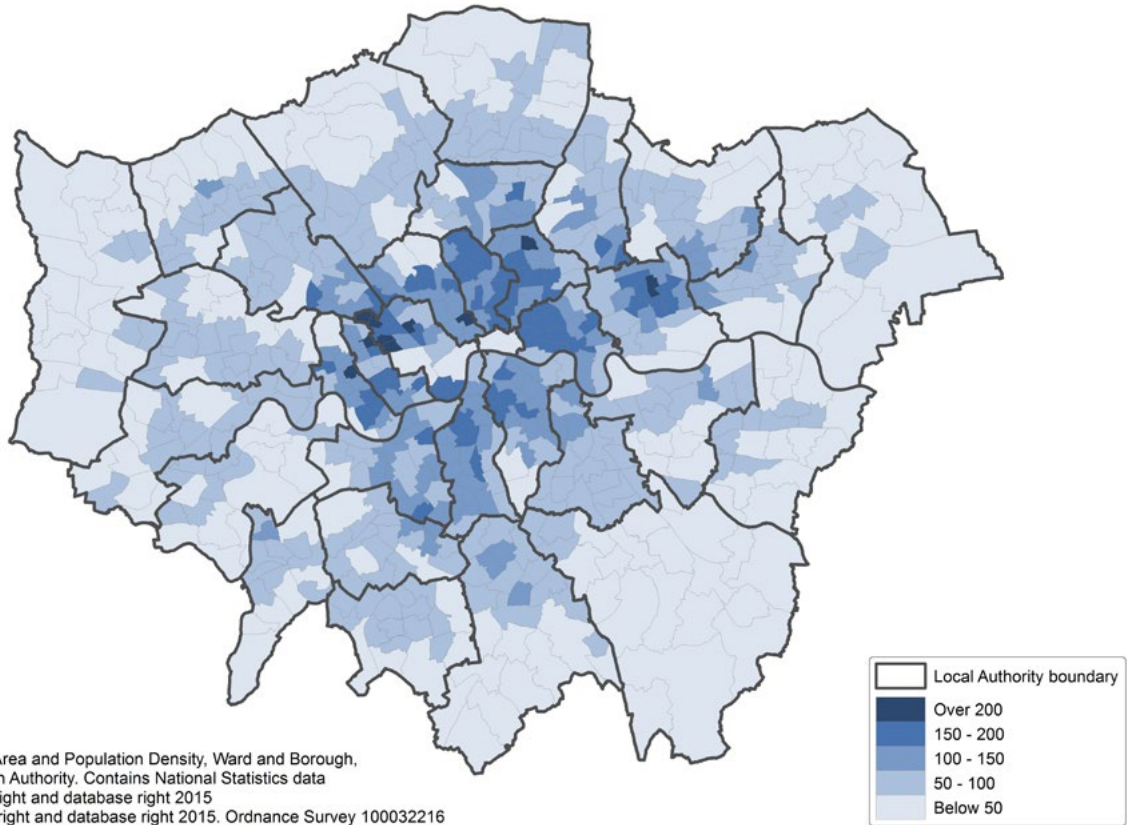 Local Authority boundary
Over 200
150 - 200
100 - 150
50 - 100
Below 50
Area and Population Density, Ward and Borough,
Authority. Contains National Statistics data
right and database right 2015
right and database right 2015. Ordnance Survey 100032216